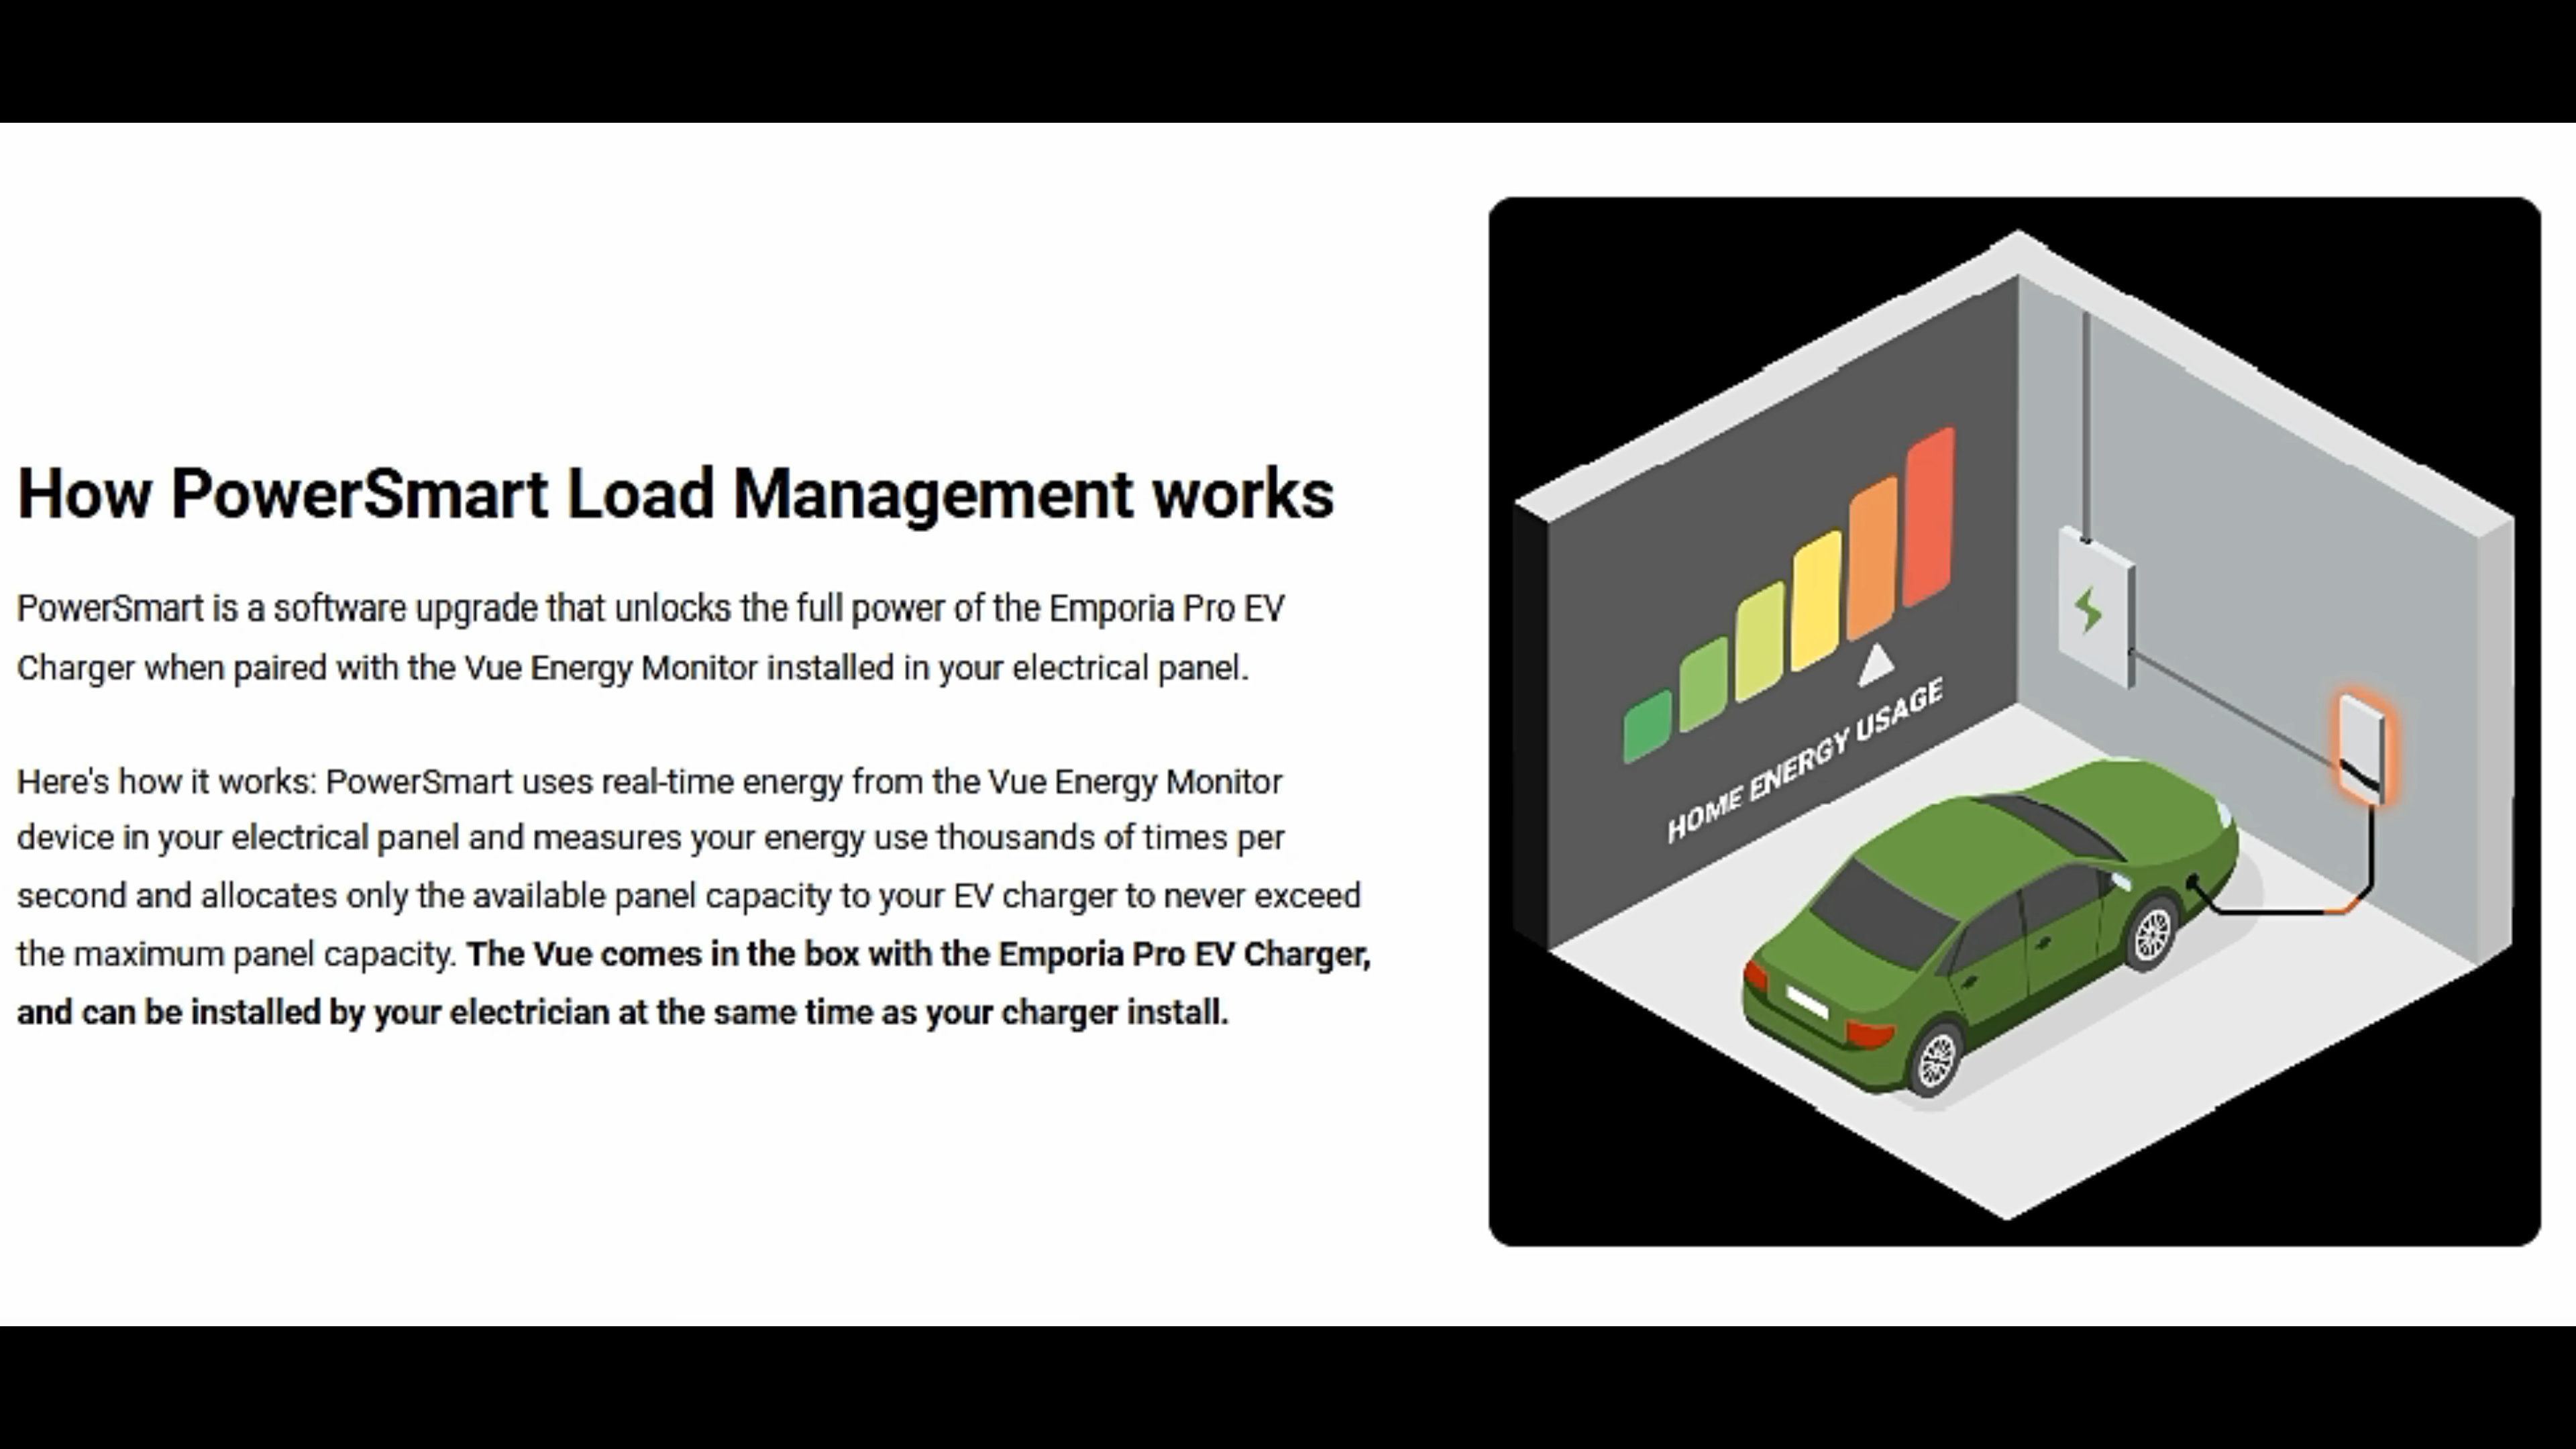 How PowerSmart Load Management works
PowerSmart is a software upgrade that unlocks the full power of the Emporia Pro EV
Charger when paired with the Vue Energy Monitor installed in your electrical panel.
Here's how it works: PowerSmart uses real-time energy from the Vue Energy Monitor
device in your electrical panel and measures your energy use thousands of times per
second and allocates only the available panel capacity to your EV charger to never exceed
the maximum panel capacity. The Vue comes in the box with the Emporia Pro EV Charger,
and can be installed by your electrician at the same time as your charger install.
HOME ENERGY USAGE